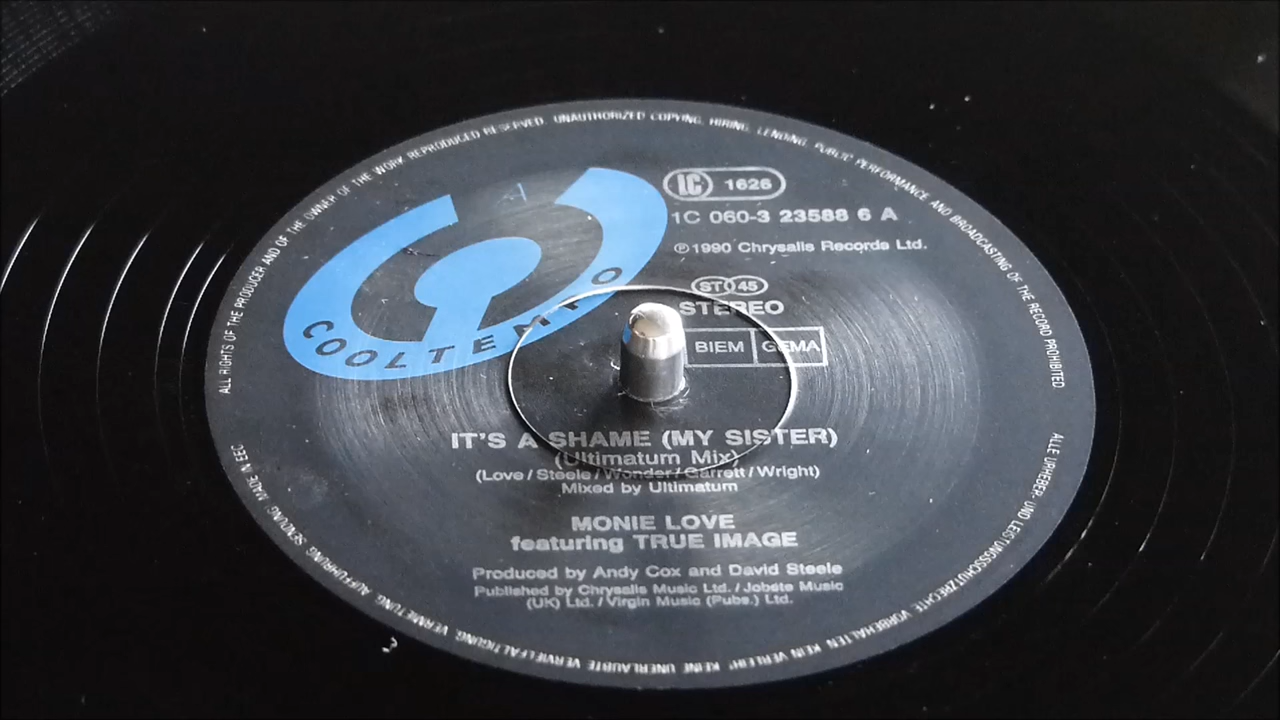 ALL RIGHTS OF THE PRODUCER AND OF THE OWNER OF THE WORK REPRODUCED RESERVED. UNAUTHORIZED COPYING, HIRING, LENDING, PUBLIC PERFORMANCE AND BROADCASTING OF THE RECORD PROHIBITED
A
LC 1626
1C 060-3 23588 6 A
℗1990 Chrysalis Records Ltd.
COOLTEMPO
ST 45
STEREO
BIEM GEMA
IT'S A SHAME (MY SISTER)
(Ultimatum Mix)
(Love/Steele/Wonder/Garrett/Wright)
Mixed by Ultimatum
MONIE LOVE
featuring TRUE IMAGE
Produced by Andy Cox and David Steele
Published by Chrysalis Music Ltd./Jobete Music
(UK) Ltd./Virgin Music (Pubs.) Ltd.
ALLE URHEBER- UND LEISTUNGSSCHUTZRECHTE VORBEHALTEN KEIN VERLEIH! KEINE UNERLAUBTE VERVIELFÄLTIGUNG, VERMIETUNG, AUFFÜHRUNG, SENDUNG. MADE IN EEC